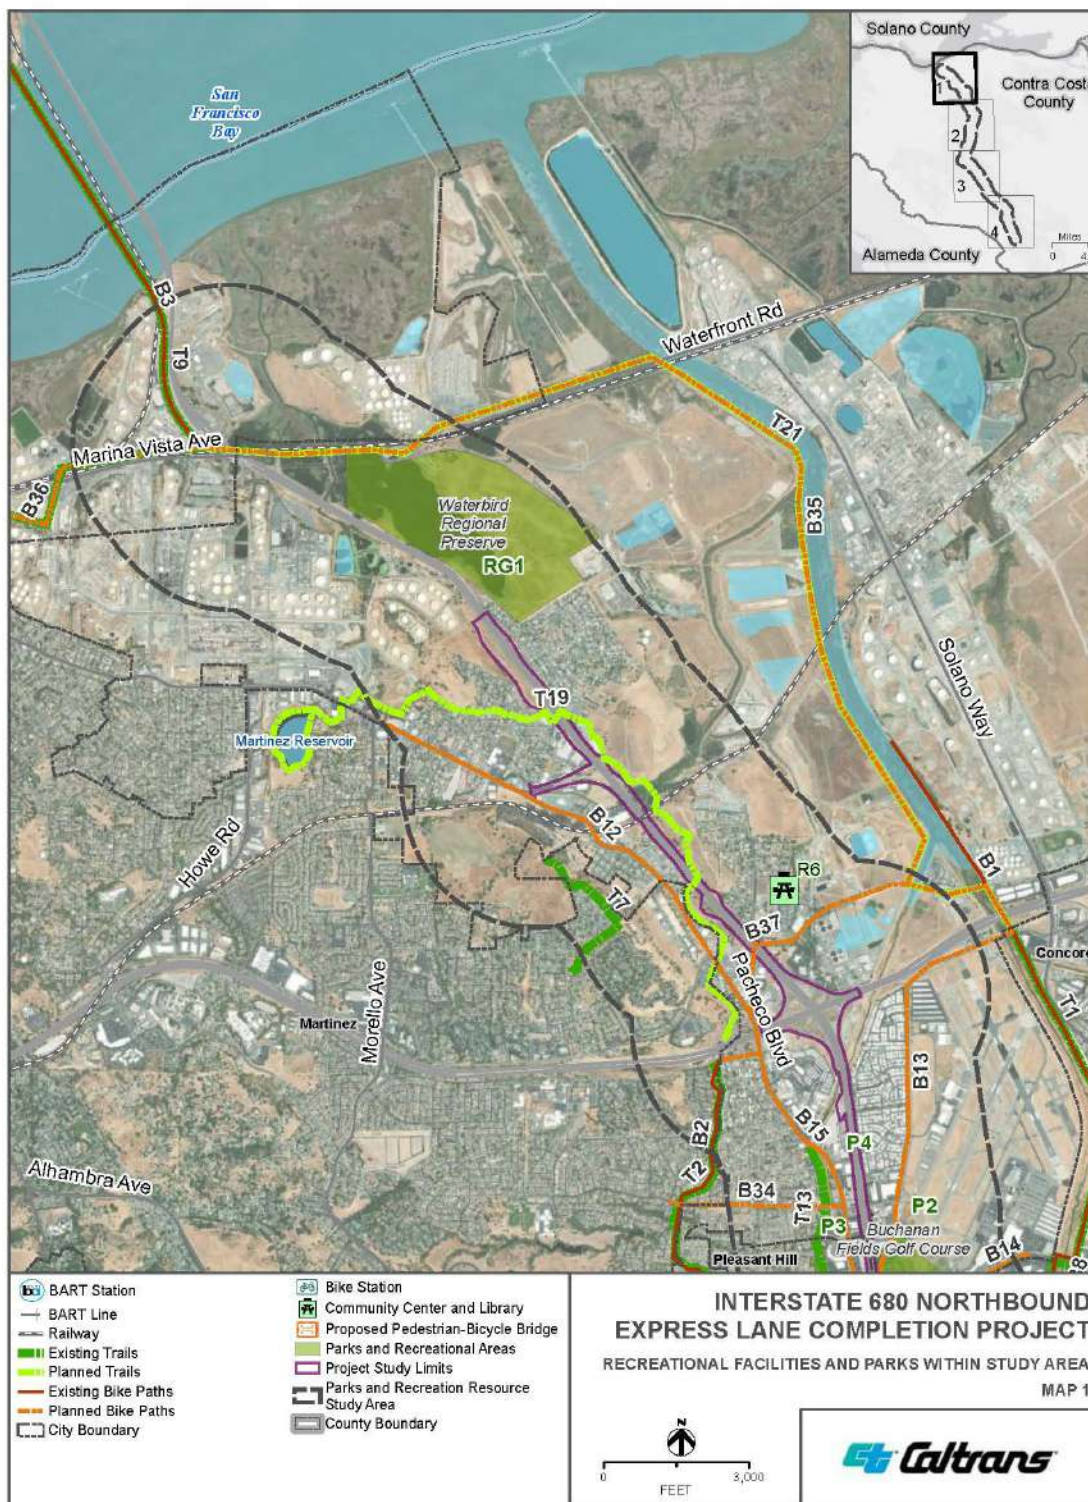 Solano County
Contra Costa
County
1
2
3
4
Alameda County
Miles
0 4
San
Francisco
Bay
B3
T9
Waterfront Rd
Marina Vista Ave
B36
T21
B35
Waterbird
Regional
Preserve
RG1
Solano Way
T19
Martinez Reservoir
B12
Howe Rd
T7
R6
B1
B37
Concord
Pacheco Blvd
T1
Morello Ave
Martinez
B13
B2
B15
P4
T2
Alhambra Ave
B34
T13
P3
P2
Buchanan
Fields Golf Course
B14
Pleasant Hill
BART Station
BART Line
Railway
Existing Trails
Planned Trails
Existing Bike Paths
Planned Bike Paths
City Boundary
Bike Station
Community Center and Library
Proposed Pedestrian-Bicycle Bridge
Parks and Recreational Areas
Project Study Limits
Parks and Recreation Resource
Study Area
County Boundary
INTERSTATE 680 NORTHBOUND
EXPRESS LANE COMPLETION PROJECT
RECREATIONAL FACILITIES AND PARKS WITHIN STUDY AREA
MAP 1
N
0 3,000
FEET
Caltrans